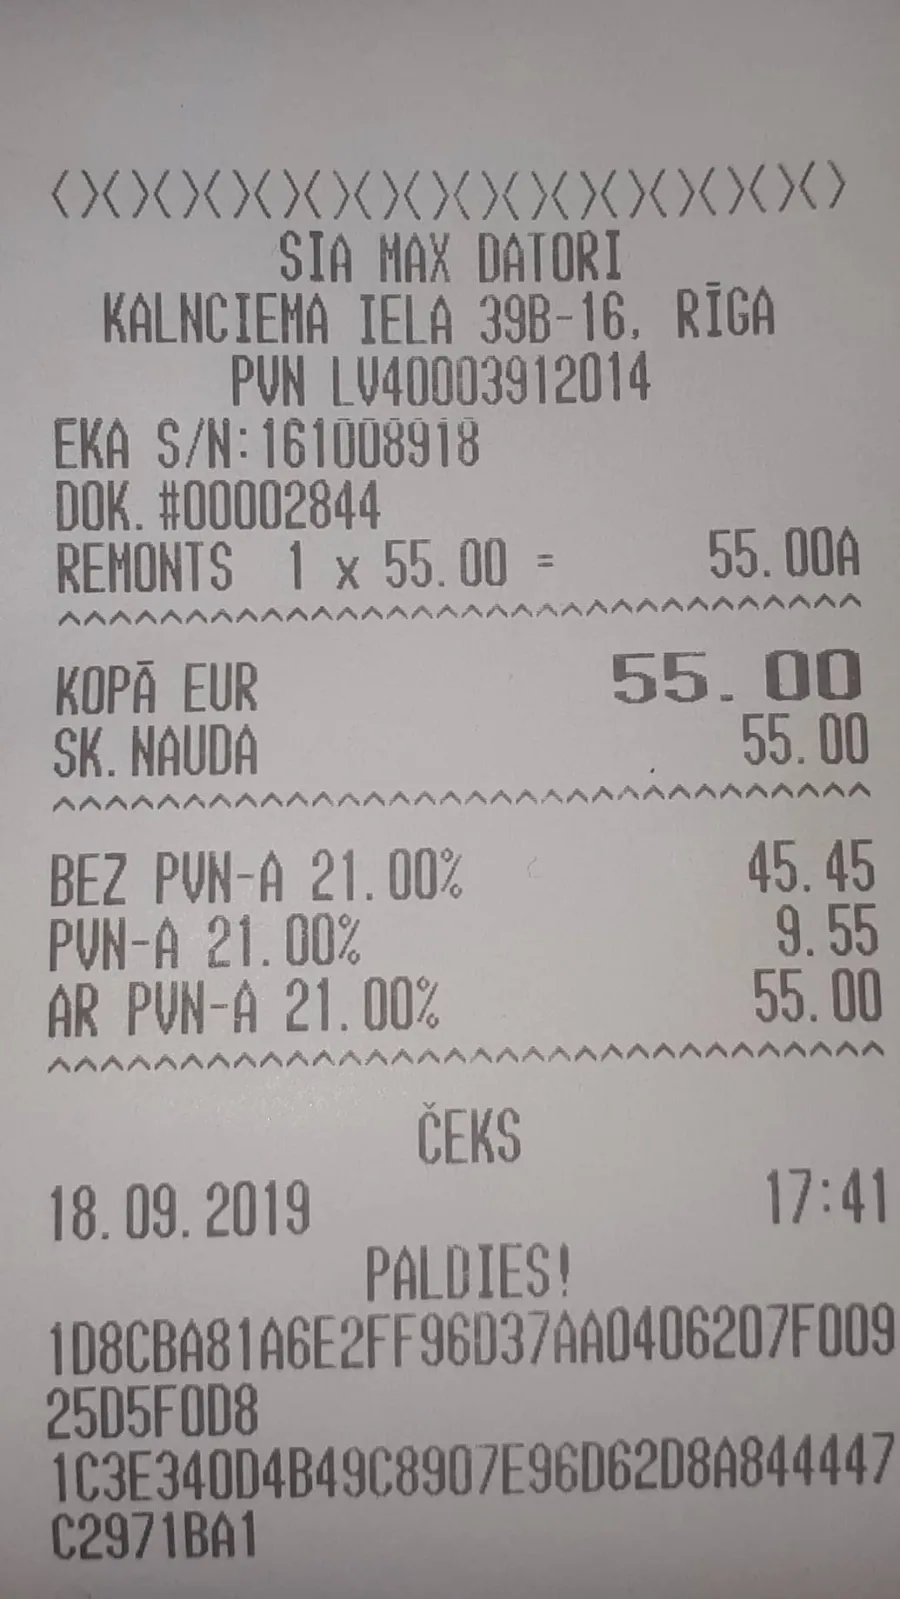 SIA MAX DATORI
KALNCIEMA IELA 39B-16, RĪGA
PVN LV40003912014
EKA S/N:161008918
DOK. #00002844
REMONTS 1 x 55.00 = 55.00A
^^^^^^^^^^^^^^^^^^^^^^^^^^^^^^^^
KOPĀ EUR 55.00
SK.NAUDA 55.00
^^^^^^^^^^^^^^^^^^^^^^^^^^^^^^^^
BEZ PVN-A 21.00% 45.45
PVN-A 21.00% 9.55
AR PVN-A 21.00% 55.00
^^^^^^^^^^^^^^^^^^^^^^^^^^^^^^^^
ČEKS
18.09.2019 17:41
PALDIES!
1D8CBA81A6E2FF96D37AA0406207F009
25D5F0D8
1C3E340D4B49C8907E96D62D8A844447
C2971BA1